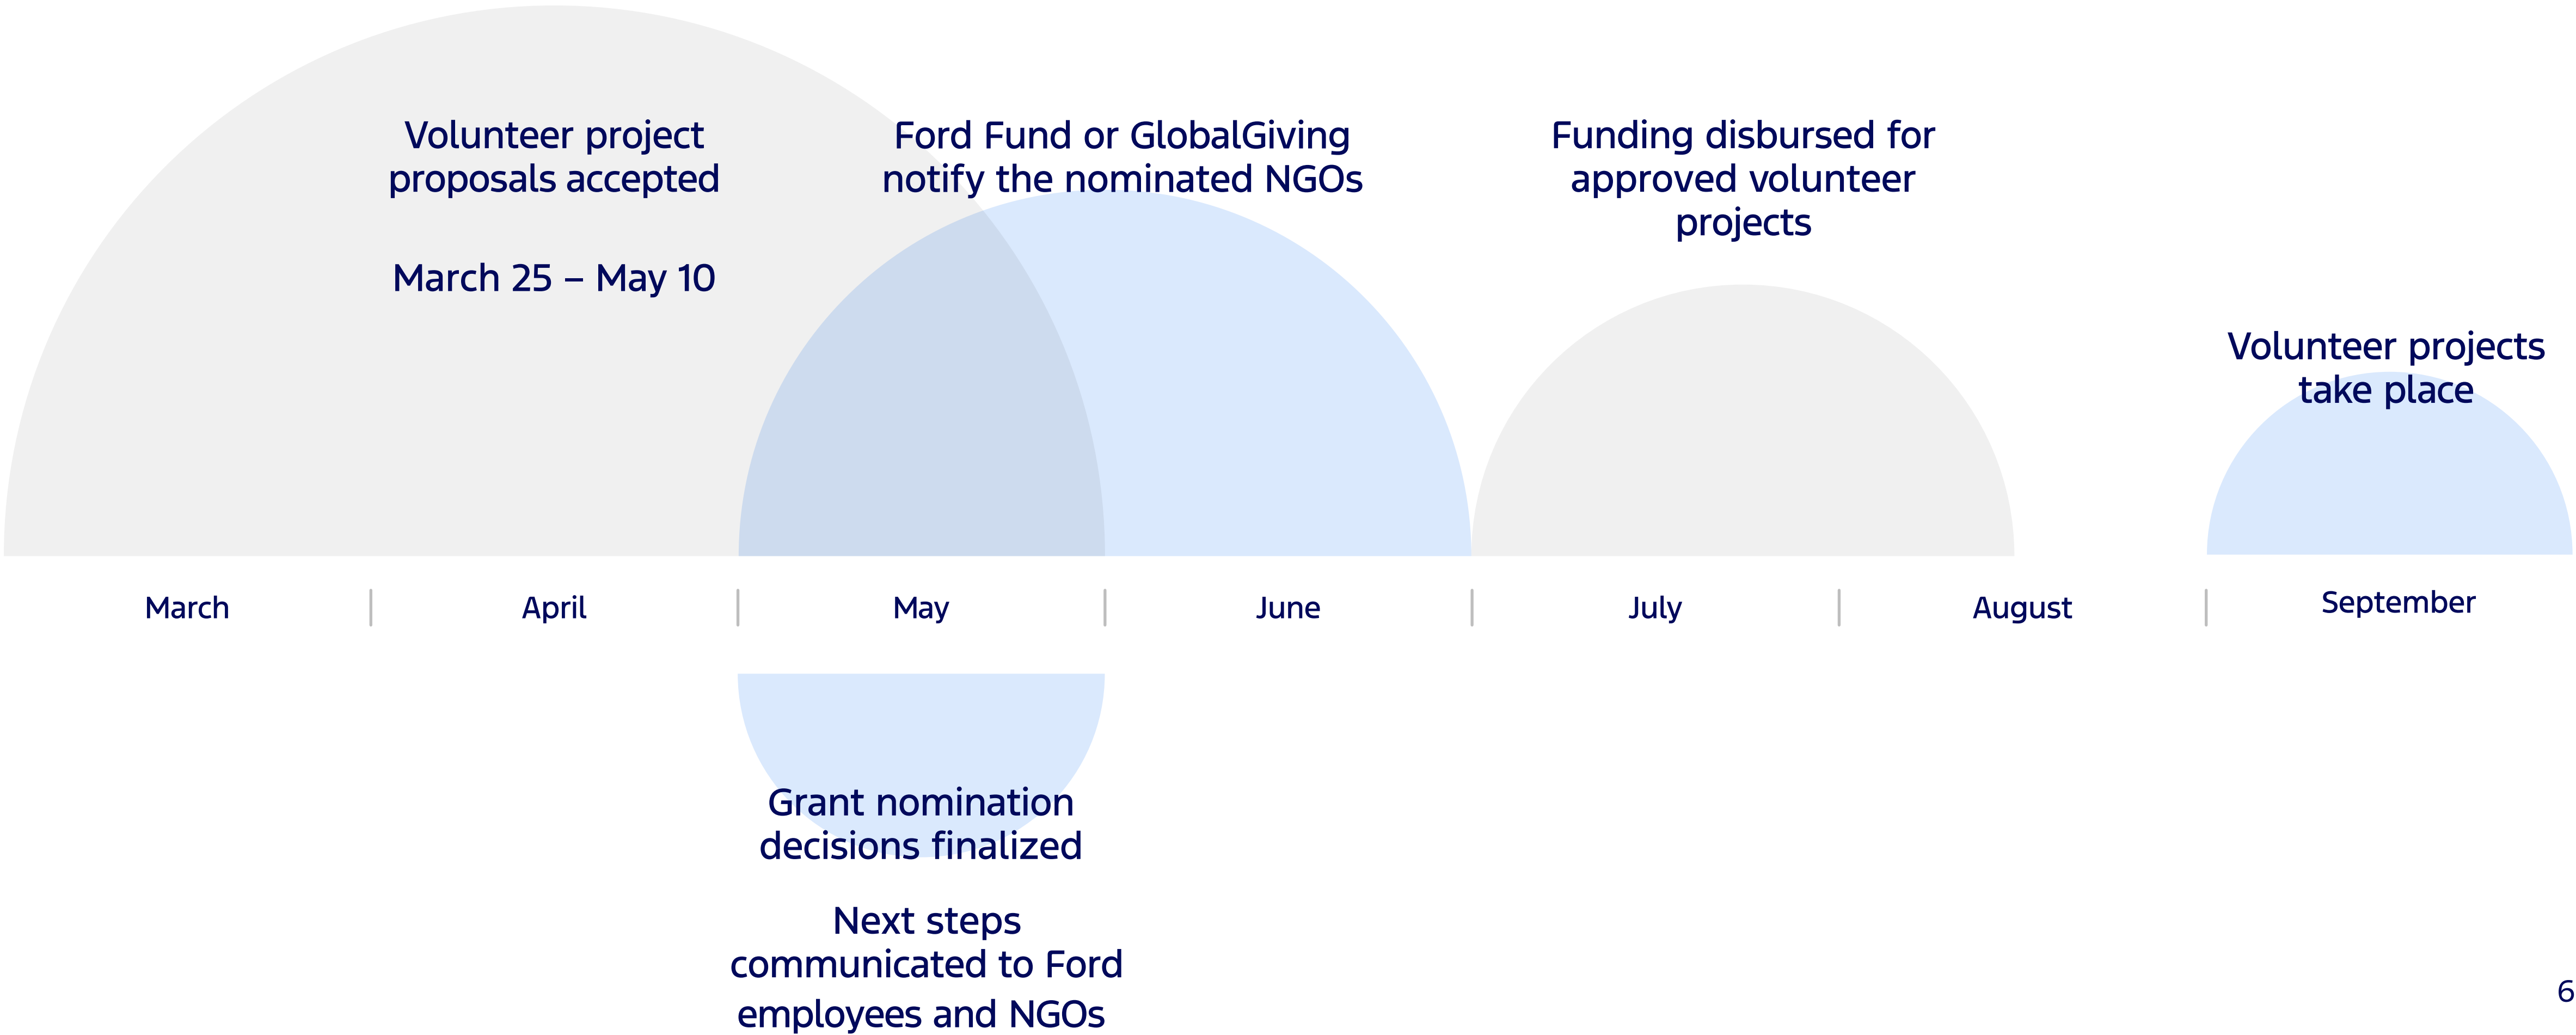 Volunteer project
proposals accepted
March 25 – May 10
Ford Fund or GlobalGiving
notify the nominated NGOs
Funding disbursed for
approved volunteer
projects
Volunteer projects
take place
March
April
May
June
July
August
September
Grant nomination
decisions finalized
Next steps
communicated to Ford
employees and NGOs
6